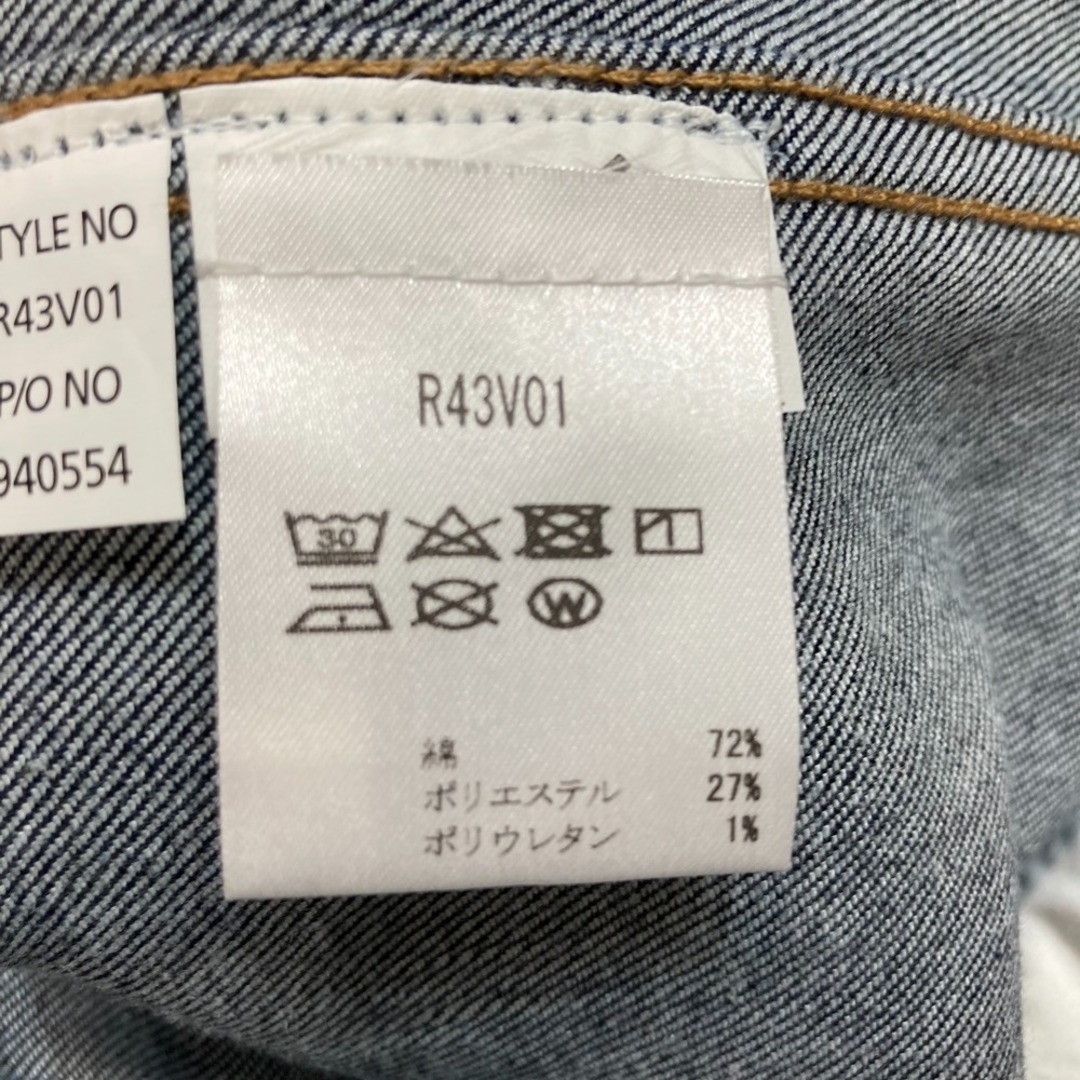 TYLE NO
R43V01
P/O NO
940554
R43V01
30
W
綿 72%
ポリエステル 27%
ポリウレタン 1%